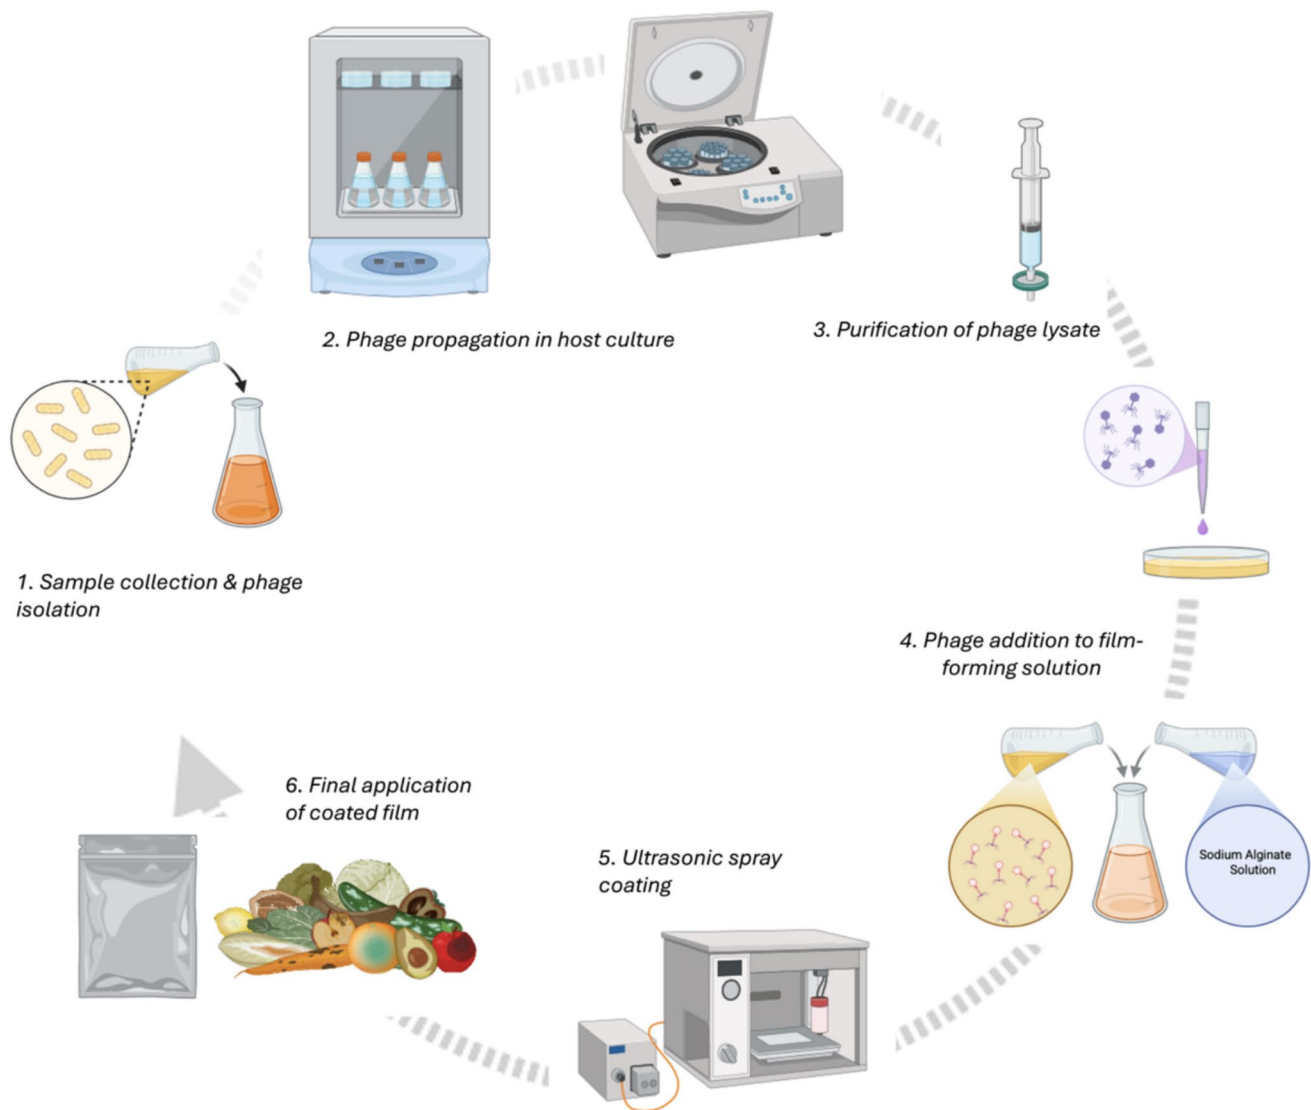 1. Sample collection & phage
isolation
2. Phage propagation in host culture
3. Purification of phage lysate
4. Phage addition to film-
forming solution
Sodium Alginate
Solution
5. Ultrasonic spray
coating
6. Final application
of coated film